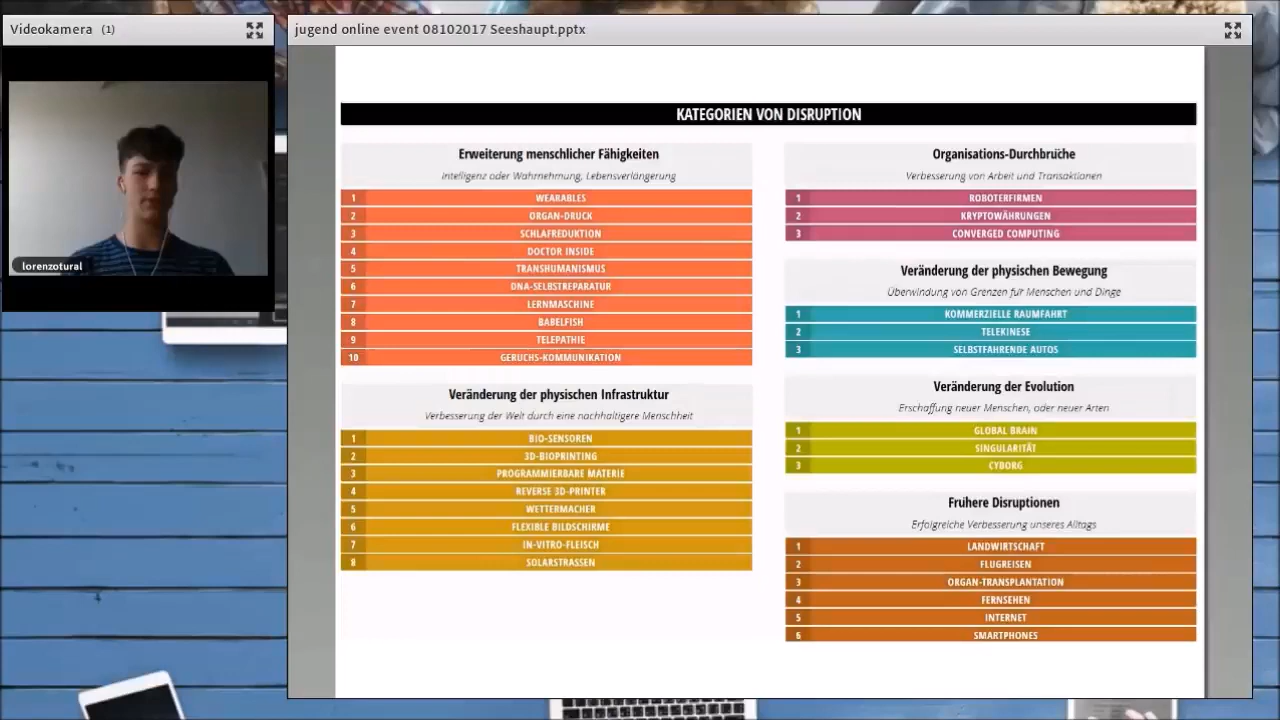 Videokamera (1)
lorenzotural
jugend online event 08102017 Seeshaupt.pptx
KATEGORIEN VON DISRUPTION
Erweiterung menschlicher Fähigkeiten
Intelligenz oder Wahrnehmung, Lebensverlängerung
1 WEARABLES
2 ORGAN-DRUCK
3 SCHLAFREDUKTION
4 DOCTOR INSIDE
5 TRANSHUMANISMUS
6 DNA-SELBSTREPARATUR
7 LERNMASCHINE
8 BABELFISH
9 TELEPATHIE
10 GERUCHS-KOMMUNIKATION
Veränderung der physischen Infrastruktur
Verbesserung der Welt durch eine nachhaltigere Menschheit
1 BIO-SENSOREN
2 3D-BIOPRINTING
3 PROGRAMMIERBARE MATERIE
4 REVERSE 3D-PRINTER
5 WETTERMACHER
6 FLEXIBLE BILDSCHIRME
7 IN-VITRO-FLEISCH
8 SOLARSTRASSEN
Organisations-Durchbrüche
Verbesserung von Arbeit und Transaktionen
1 ROBOTERFIRMEN
2 KRYPTOWÄHRUNGEN
3 CONVERGED COMPUTING
Veränderung der physischen Bewegung
Überwindung von Grenzen für Menschen und Dinge
1 KOMMERZIELLE RAUMFAHRT
2 TELEKINESE
3 SELBSTFAHRENDE AUTOS
Veränderung der Evolution
Erschaffung neuer Menschen, oder neuer Arten
1 GLOBAL BRAIN
2 SINGULARITÄT
3 CYBORG
Frühere Disruptionen
Erfolgreiche Verbesserung unseres Alltags
1 LANDWIRTSCHAFT
2 FLUGREISEN
3 ORGAN-TRANSPLANTATION
4 FERNSEHEN
5 INTERNET
6 SMARTPHONES